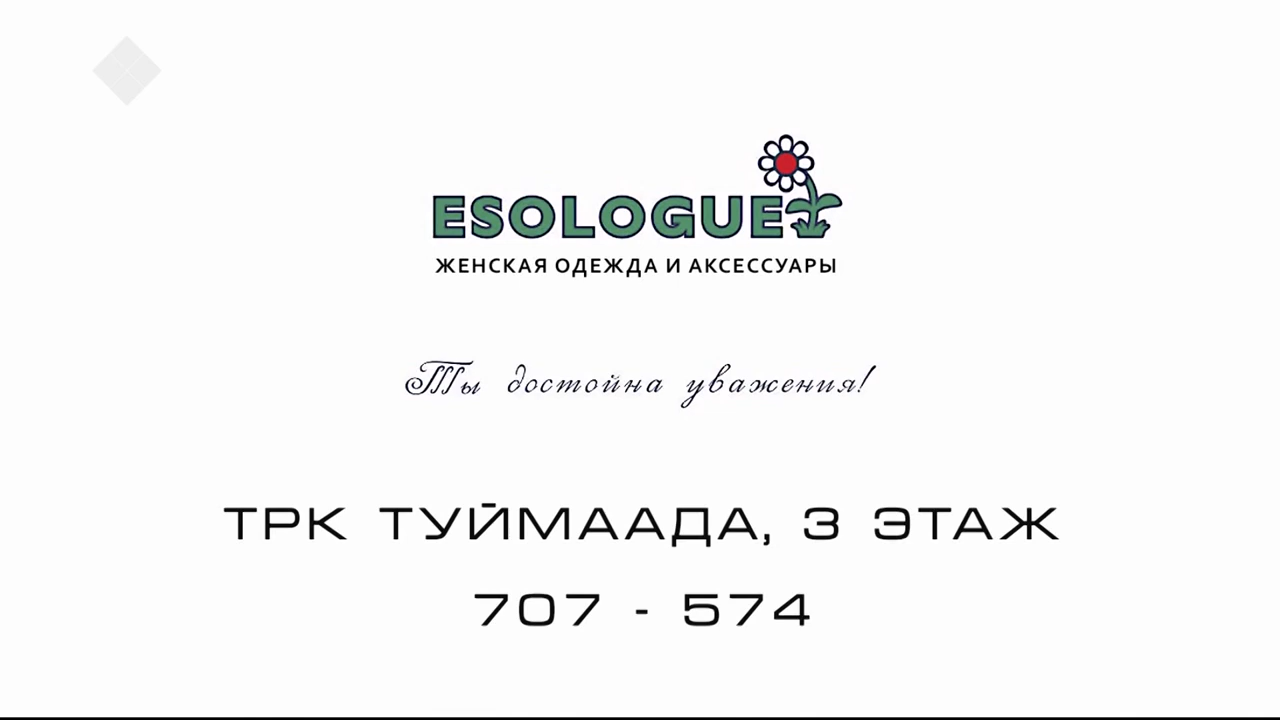 ESOLOGUE
ЖЕНСКАЯ ОДЕЖДА И АКСЕССУАРЫ
Ты достойна уважения!
ТРК ТУЙМААДА, 3 ЭТАЖ
707 - 574